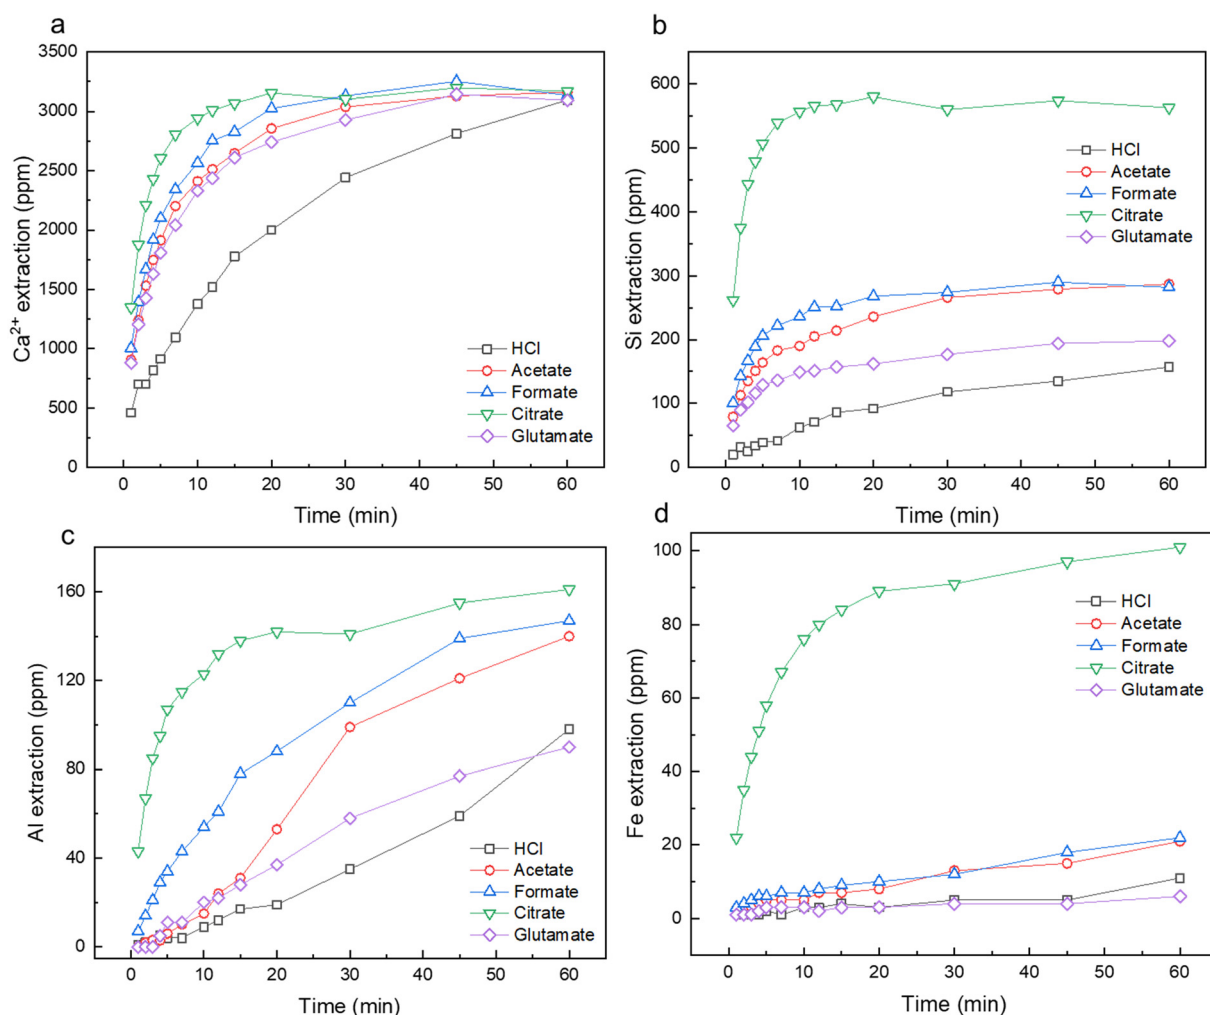 a
3500
3000
2500
2000
1500
1000
500
0
Ca²⁺ extraction (ppm)
HCl
Acetate
Formate
Citrate
Glutamate
0 10 20 30 40 50 60
Time (min)
b
600
500
400
300
200
100
0
Si extraction (ppm)
HCl
Acetate
Formate
Citrate
Glutamate
0 10 20 30 40 50 60
Time (min)
c
160
120
80
40
0
Al extraction (ppm)
HCl
Acetate
Formate
Citrate
Glutamate
0 10 20 30 40 50 60
Time (min)
d
100
80
60
40
20
0
Fe extraction (ppm)
HCl
Acetate
Formate
Citrate
Glutamate
0 10 20 30 40 50 60
Time (min)